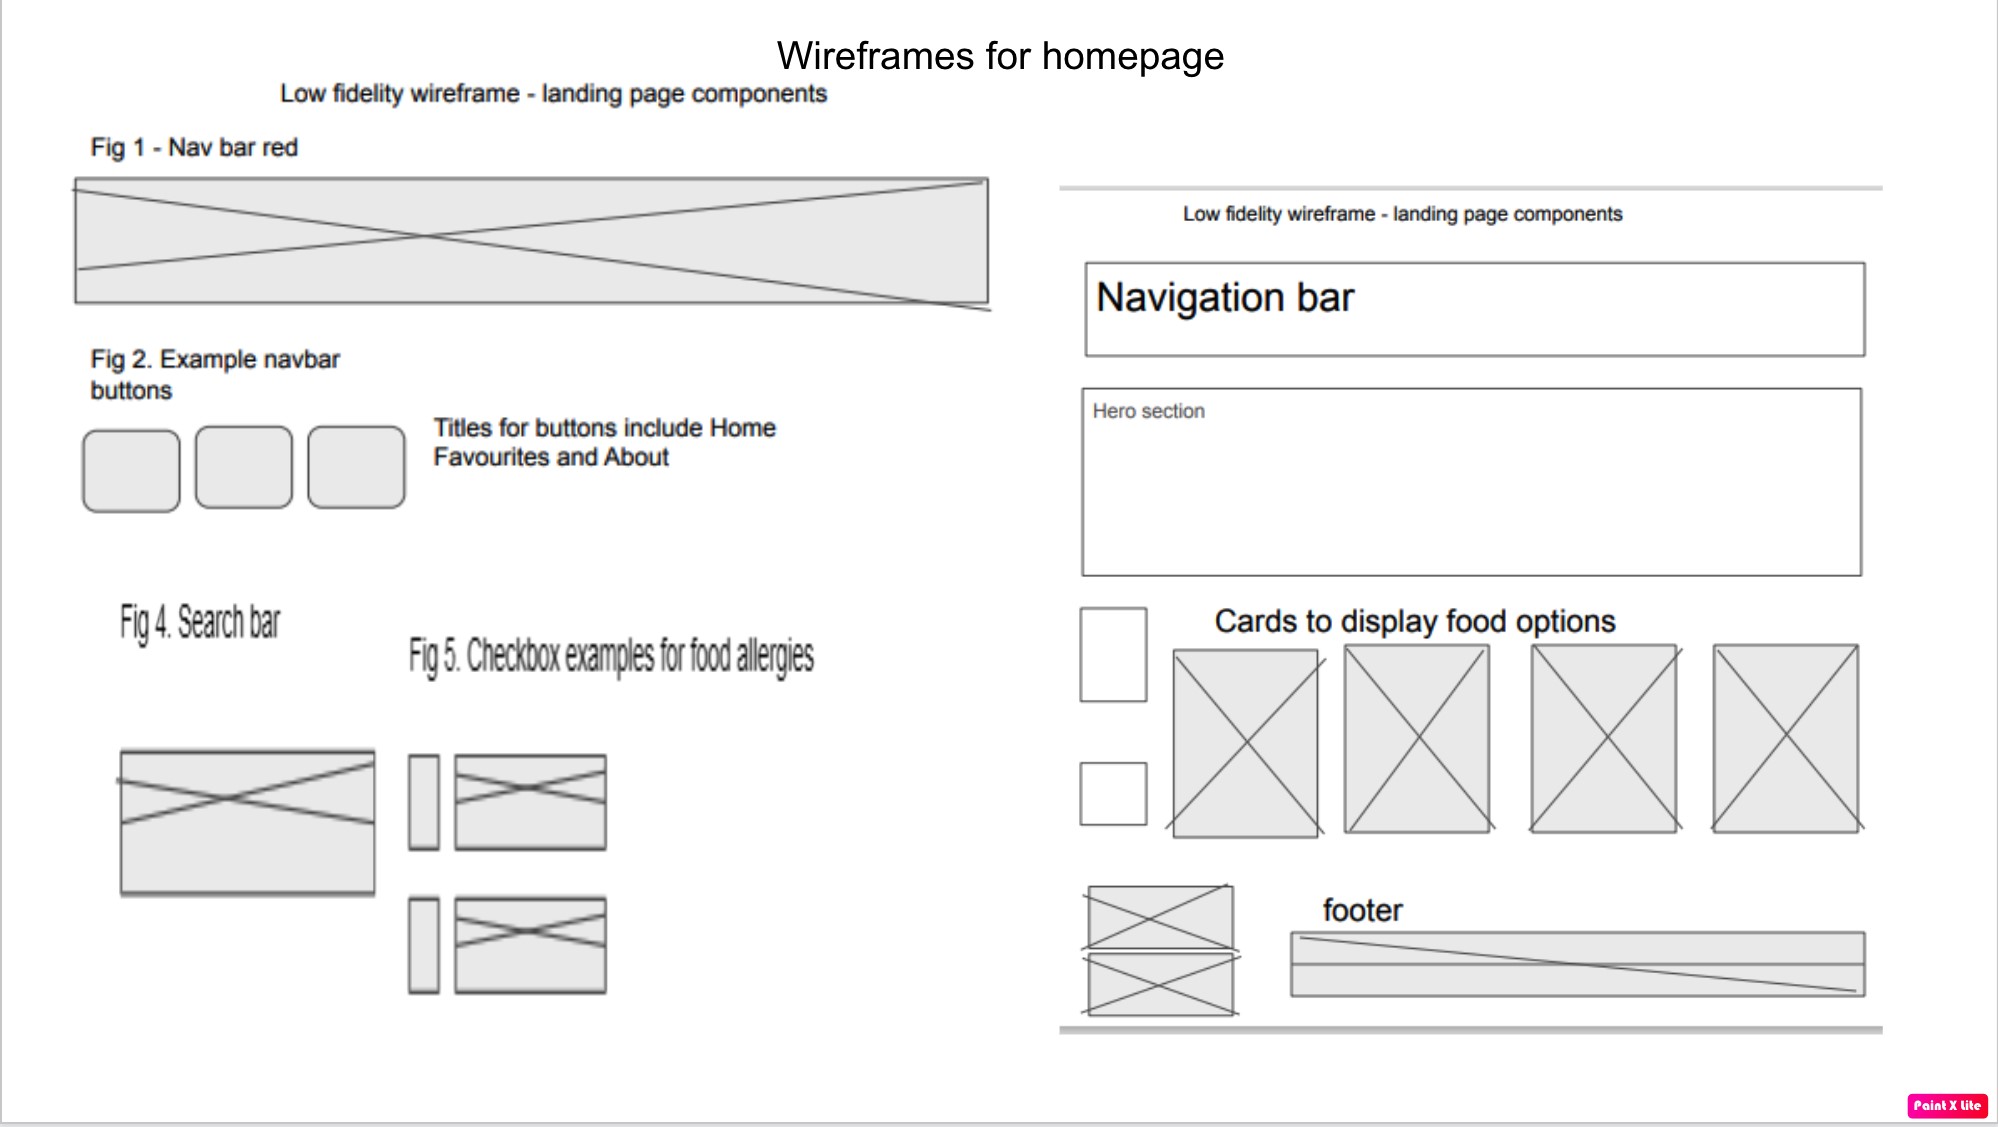 Wireframes for homepage
Low fidelity wireframe - landing page components
Fig 1 - Nav bar red
Fig 2. Example navbar
buttons
Titles for buttons include Home
Favourites and About
Fig 4. Search bar
Fig 5. Checkbox examples for food allergies
Low fidelity wireframe - landing page components
Navigation bar
Hero section
Cards to display food options
footer
Paint X Lite